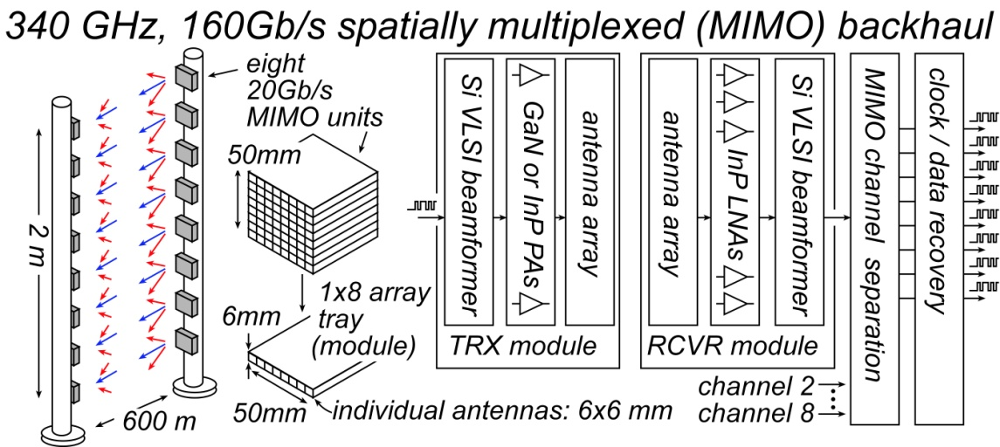 340 GHz, 160Gb/s spatially multiplexed (MIMO) backhaul
eight
20Gb/s
MIMO units
50mm
2 m
600 m
1x8 array
tray
(module)
6mm
50mm
individual antennas: 6x6 mm
Si VLSI beamformer
GaN or InP PAs
antenna array
TRX module
antenna array
InP LNAs
Si VLSI beamformer
RCVR module
channel 2
channel 8
MIMO channel separation
clock / data recovery